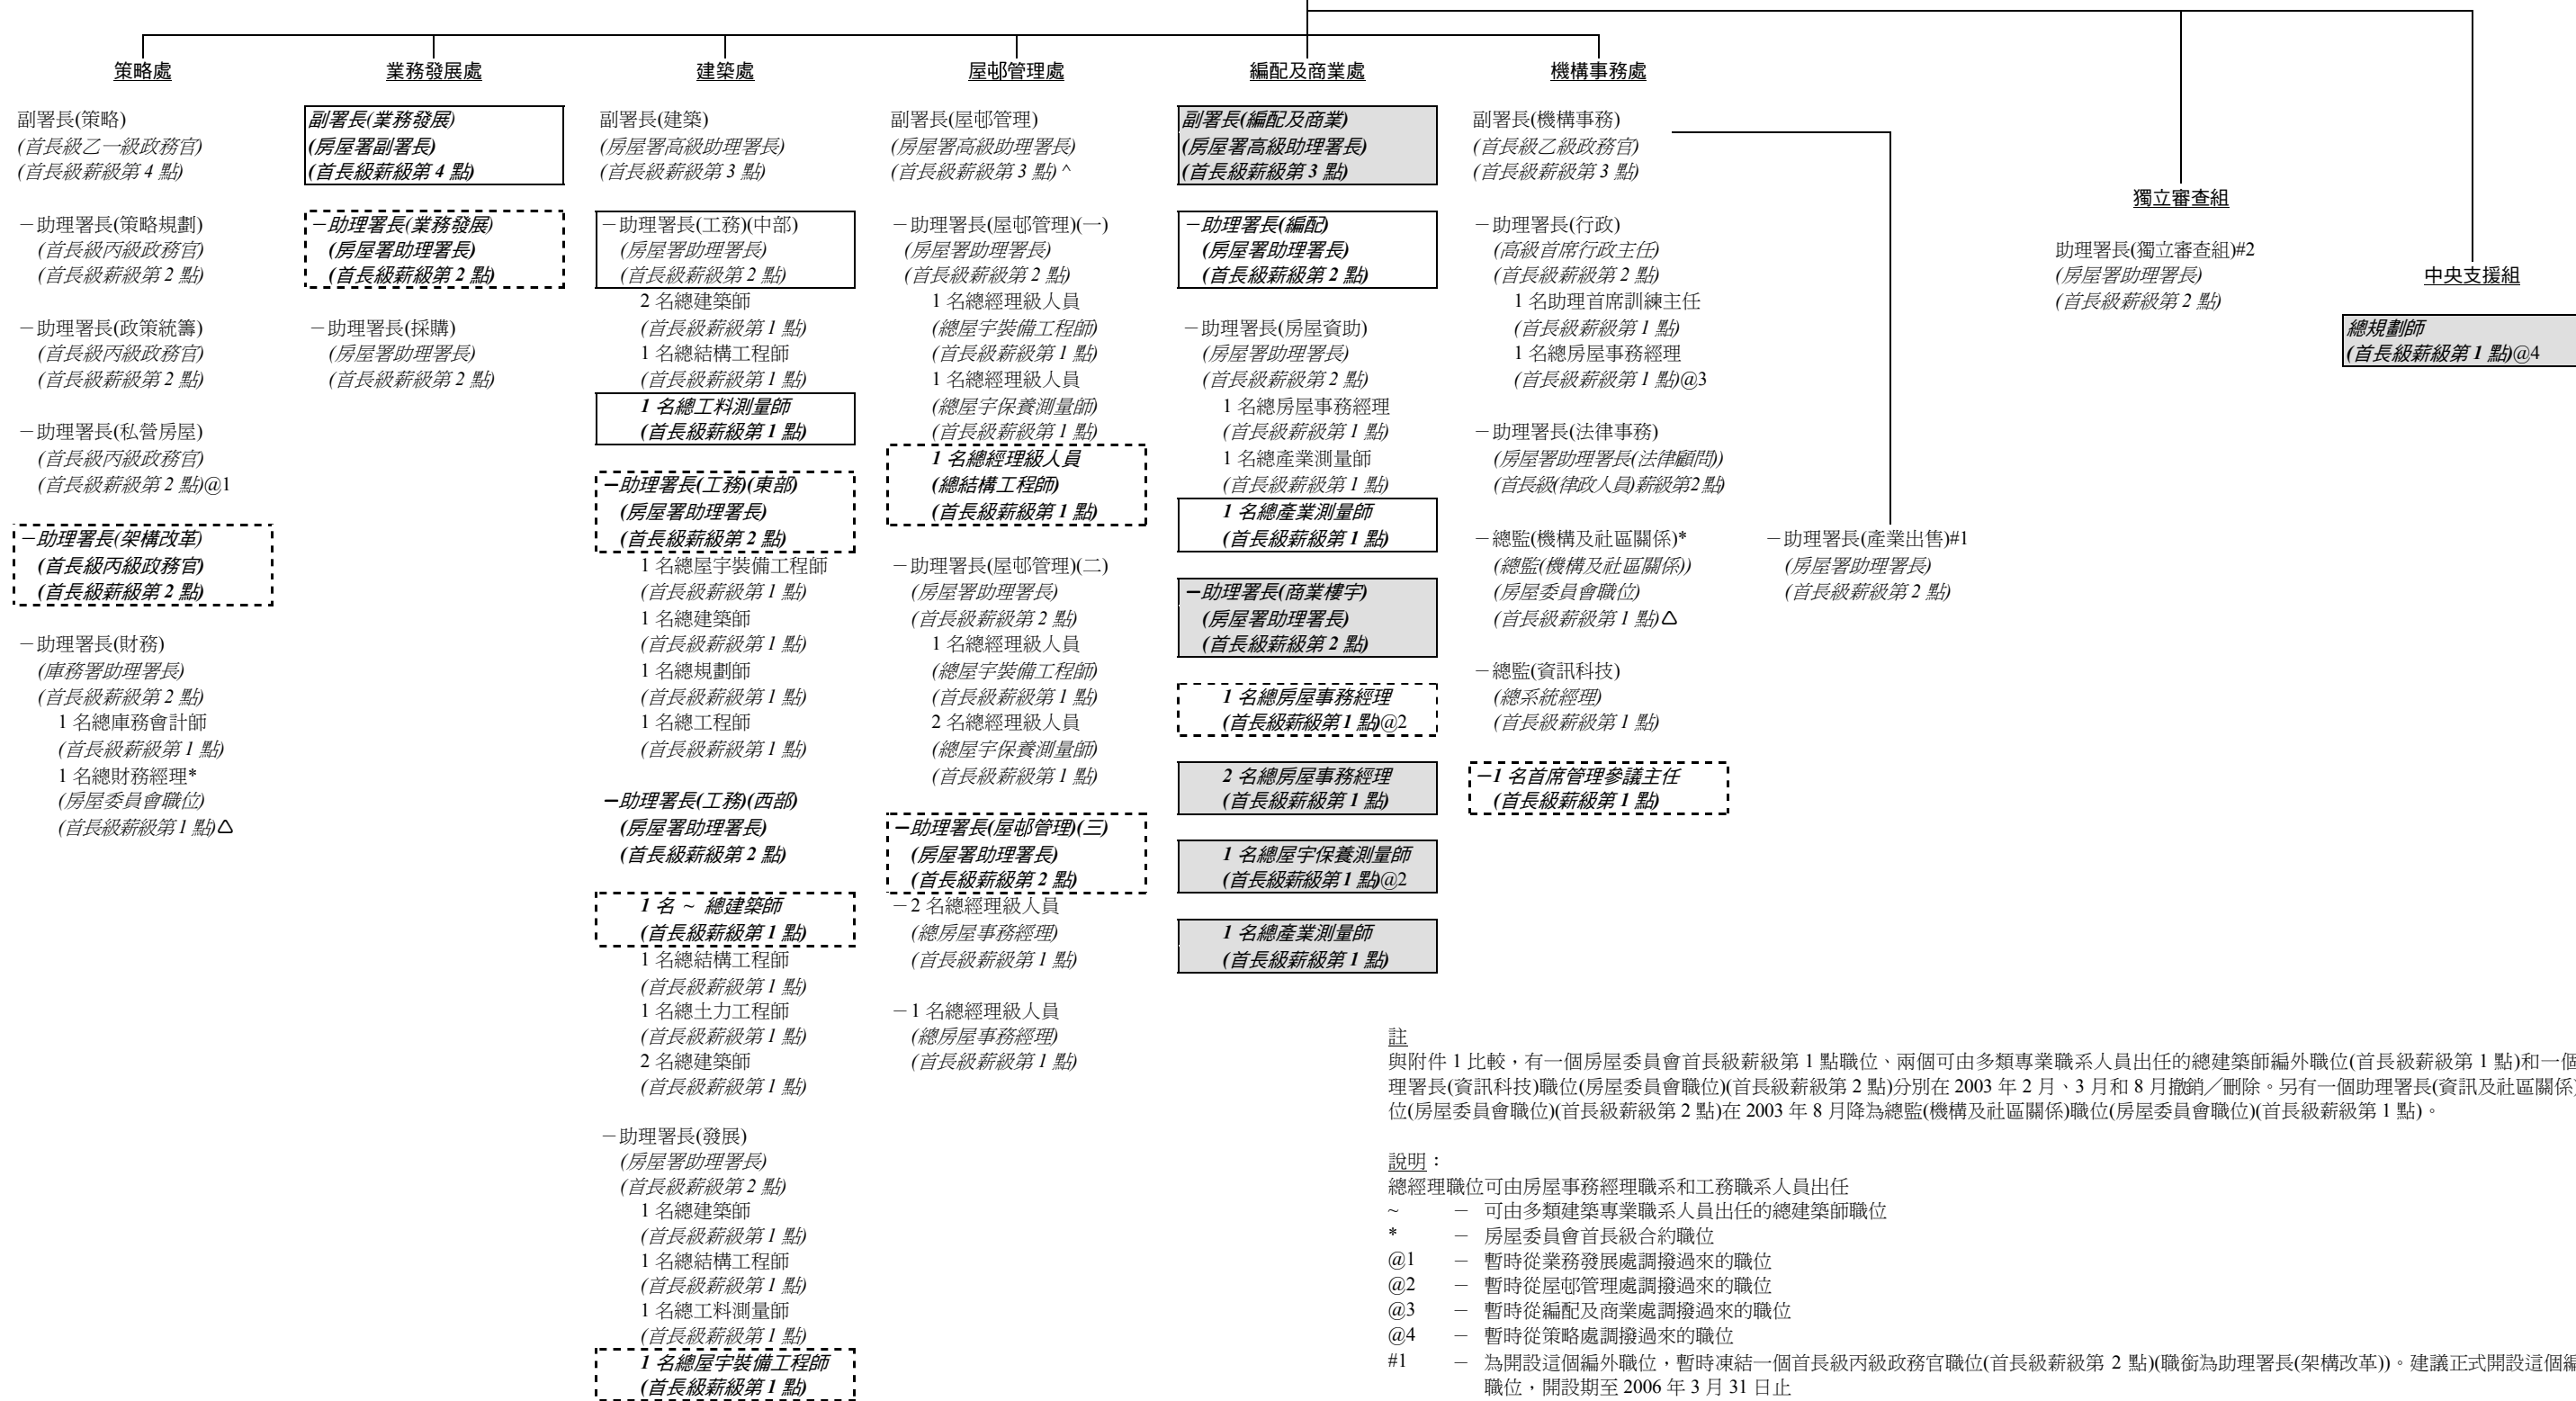 策略處
副署長(策略)
(首長級乙一級政務官)
(首長級薪級第 4 點)
－助理署長(策略規劃)
(首長級丙級政務官)
(首長級薪級第 2 點)
－助理署長(政策統籌)
(首長級丙級政務官)
(首長級薪級第 2 點)
－助理署長(私營房屋)
(首長級丙級政務官)
(首長級薪級第 2 點)@1
－助理署長(架構改革)
(首長級丙級政務官)
(首長級薪級第 2 點)
－助理署長(財務)
(庫務署助理署長)
(首長級薪級第 2 點)
1 名總庫務會計師
(首長級薪級第 1 點)
1 名總財務經理*
(房屋委員會職位)
(首長級薪級第 1 點)△
業務發展處
副署長(業務發展)
(房屋署副署長)
(首長級薪級第 4 點)
－助理署長(業務發展)
(房屋署助理署長)
(首長級薪級第 2 點)
－助理署長(採購)
(房屋署助理署長)
(首長級薪級第 2 點)
建築處
副署長(建築)
(房屋署高級助理署長)
(首長級薪級第 3 點)
－助理署長(工務)(中部)
(房屋署助理署長)
(首長級薪級第 2 點)
2 名總建築師
(首長級薪級第 1 點)
1 名總結構工程師
(首長級薪級第 1 點)
1 名總工料測量師
(首長級薪級第 1 點)
－助理署長(工務)(東部)
(房屋署助理署長)
(首長級薪級第 2 點)
1 名總屋宇裝備工程師
(首長級薪級第 1 點)
1 名總建築師
(首長級薪級第 1 點)
1 名總規劃師
(首長級薪級第 1 點)
1 名總工程師
(首長級薪級第 1 點)
－助理署長(工務)(西部)
(房屋署助理署長)
(首長級薪級第 2 點)
1 名 ~ 總建築師
(首長級薪級第 1 點)
1 名總結構工程師
(首長級薪級第 1 點)
1 名總土力工程師
(首長級薪級第 1 點)
2 名總建築師
(首長級薪級第 1 點)
－助理署長(發展)
(房屋署助理署長)
(首長級薪級第 2 點)
1 名總建築師
(首長級薪級第 1 點)
1 名總結構工程師
(首長級薪級第 1 點)
1 名總工料測量師
(首長級薪級第 1 點)
1 名總屋宇裝備工程師
(首長級薪級第 1 點)
屋邨管理處
副署長(屋邨管理)
(房屋署高級助理署長)
(首長級薪級第 3 點) ^
－助理署長(屋邨管理)(一)
(房屋署助理署長)
(首長級薪級第 2 點)
1 名總經理級人員
(總屋宇裝備工程師)
(首長級薪級第 1 點)
1 名總經理級人員
(總屋宇保養測量師)
(首長級薪級第 1 點)
1 名總經理級人員
(總結構工程師)
(首長級薪級第 1 點)
－助理署長(屋邨管理)(二)
(房屋署助理署長)
(首長級薪級第 2 點)
1 名總經理級人員
(總屋宇裝備工程師)
(首長級薪級第 1 點)
2 名總經理級人員
(總屋宇保養測量師)
(首長級薪級第 1 點)
－助理署長(屋邨管理)(三)
(房屋署助理署長)
(首長級薪級第 2 點)
－2 名總經理級人員
(總房屋事務經理)
(首長級薪級第 1 點)
－1 名總經理級人員
(總房屋事務經理)
(首長級薪級第 1 點)
編配及商業處
副署長(編配及商業)
(房屋署高級助理署長)
(首長級薪級第 3 點)
－助理署長(編配)
(房屋署助理署長)
(首長級薪級第 2 點)
－助理署長(房屋資助)
(房屋署助理署長)
(首長級薪級第 2 點)
1 名總房屋事務經理
(首長級薪級第 1 點)
1 名總產業測量師
(首長級薪級第 1 點)
1 名總產業測量師
(首長級薪級第 1 點)
－助理署長(商業樓宇)
(房屋署助理署長)
(首長級薪級第 2 點)
1 名總房屋事務經理
(首長級薪級第 1 點)@2
2 名總房屋事務經理
(首長級薪級第 1 點)
1 名總屋宇保養測量師
(首長級薪級第 1 點)@2
1 名總產業測量師
(首長級薪級第 1 點)
機構事務處
副署長(機構事務)
(首長級乙級政務官)
(首長級薪級第 3 點)
－助理署長(行政)
(高級首席行政主任)
(首長級薪級第 2 點)
1 名助理首席訓練主任
(首長級薪級第 1 點)
1 名總房屋事務經理
(首長級薪級第 1 點)@3
－助理署長(法律事務)
(房屋署助理署長(法律顧問))
(首長級(律政人員)薪級第2點)
－總監(機構及社區關係)*
(總監(機構及社區關係))
(房屋委員會職位)
(首長級薪級第 1 點)△
－總監(資訊科技)
(總系統經理)
(首長級薪級第 1 點)
－1 名首席管理參議主任
(首長級薪級第 1 點)
－助理署長(產業出售)#1
(房屋署助理署長)
(首長級薪級第 2 點)
獨立審查組
助理署長(獨立審查組)#2
(房屋署助理署長)
(首長級薪級第 2 點)
中央支援組
總規劃師
(首長級薪級第 1 點)@4
註
與附件 1 比較，有一個房屋委員會首長級薪級第 1 點職位、兩個可由多類專業職系人員出任的總建築師編外職位(首長級薪級第 1 點)和一個
理署長(資訊科技)職位(房屋委員會職位)(首長級薪級第 2 點)分別在 2003 年 2 月、3 月和 8 月撤銷／刪除。另有一個助理署長(資訊及社區關係)
位(房屋委員會職位)(首長級薪級第 2 點)在 2003 年 8 月降為總監(機構及社區關係)職位(房屋委員會職位)(首長級薪級第 1 點)。
說明：
總經理職位可由房屋事務經理職系和工務職系人員出任
~ － 可由多類建築專業職系人員出任的總建築師職位
* － 房屋委員會首長級合約職位
@1 － 暫時從業務發展處調撥過來的職位
@2 － 暫時從屋邨管理處調撥過來的職位
@3 － 暫時從編配及商業處調撥過來的職位
@4 － 暫時從策略處調撥過來的職位
#1 － 為開設這個編外職位，暫時凍結一個首長級丙級政務官職位(首長級薪級第 2 點)(職銜為助理署長(架構改革))。建議正式開設這個編
職位，開設期至 2006 年 3 月 31 日止